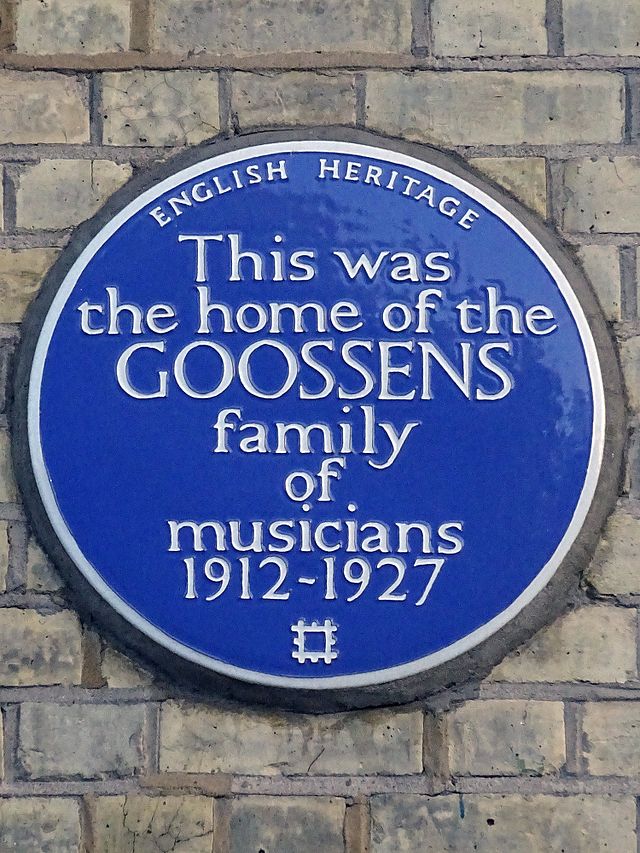 ENGLISH HERITAGE
This was
the home of the
GOOSSENS
family
of
musicians
1912-1927